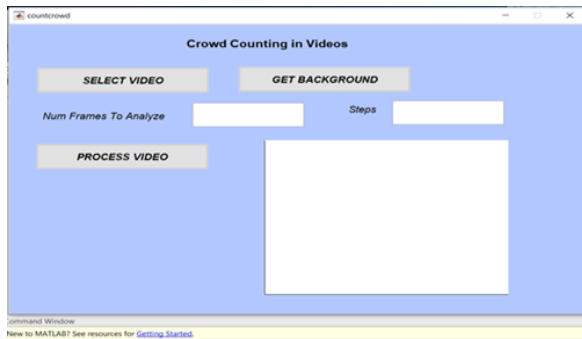 countcrowd
Crowd Counting in Videos
SELECT VIDEO
GET BACKGROUND
Num Frames To Analyze
Steps
PROCESS VIDEO
Command Window
New to MATLAB? See resources for Getting Started.